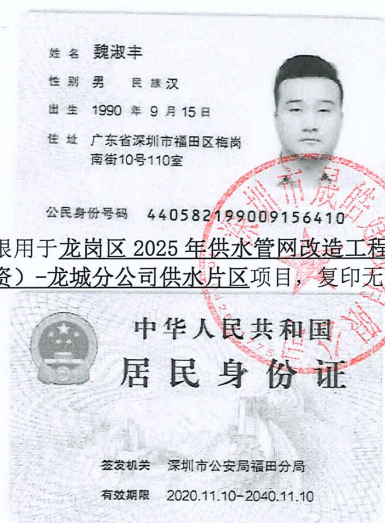 姓名 魏淑丰
性别 男 民族 汉
出生 1990 年 9 月 15 日
住址 广东省深圳市福田区梅岗
南街10号110室
公民身份号码 440582199009156410
限用于龙岗区 2025 年供水管网改造工程
资）-龙城分公司供水片区项目，复印无
中华人民共和国
居民身份证
签发机关 深圳市公安局福田分局
有效期限 2020.11.10-2040.11.10